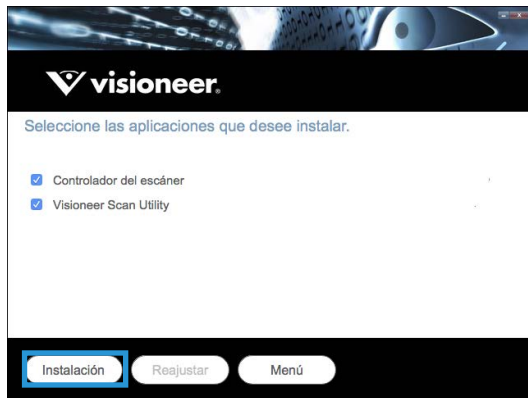 visioneer®
Seleccione las aplicaciones que desee instalar.
Controlador del escáner
Visioneer Scan Utility
Instalación
Reajustar
Menú